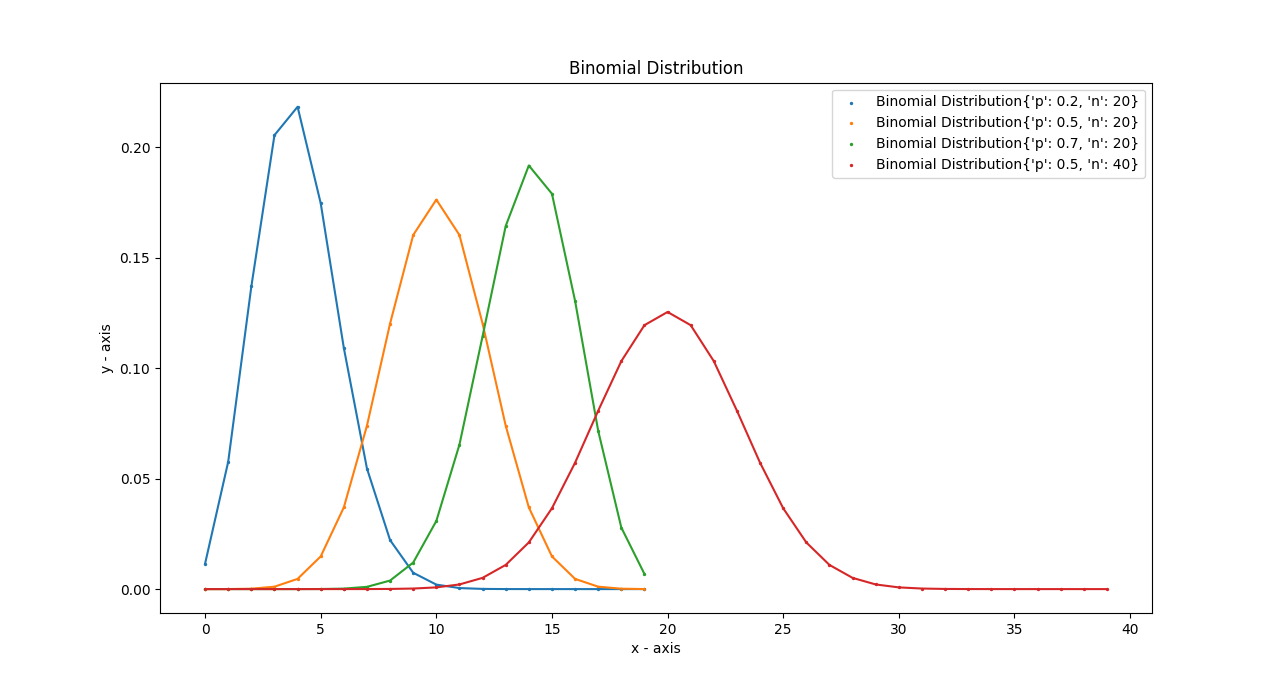 Binomial Distribution
Binomial Distribution{'p': 0.2, 'n': 20}
Binomial Distribution{'p': 0.5, 'n': 20}
Binomial Distribution{'p': 0.7, 'n': 20}
Binomial Distribution{'p': 0.5, 'n': 40}
y - axis
0.20
0.15
0.10
0.05
0.00
0 5 10 15 20 25 30 35 40
x - axis